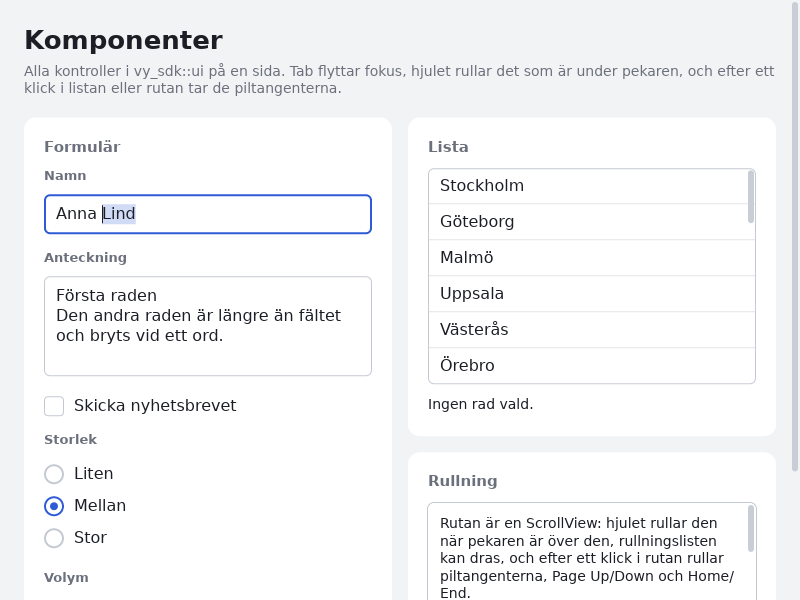 Komponenter
Alla kontroller i vy_sdk::ui på en sida. Tab flyttar fokus, hjulet rullar det som är under pekaren, och efter ett
klick i listan eller rutan tar de piltangenterna.
Formulär
Namn
Anna Lind
Anteckning
Första raden
Den andra raden är längre än fältet
och bryts vid ett ord.
Skicka nyhetsbrevet
Storlek
Liten
Mellan
Stor
Volym
Lista
Stockholm
Göteborg
Malmö
Uppsala
Västerås
Örebro
Ingen rad vald.
Rullning
Rutan är en ScrollView: hjulet rullar den
när pekaren är över den, rullningslisten
kan dras, och efter ett klick i rutan rullar
piltangenterna, Page Up/Down och Home/
End.